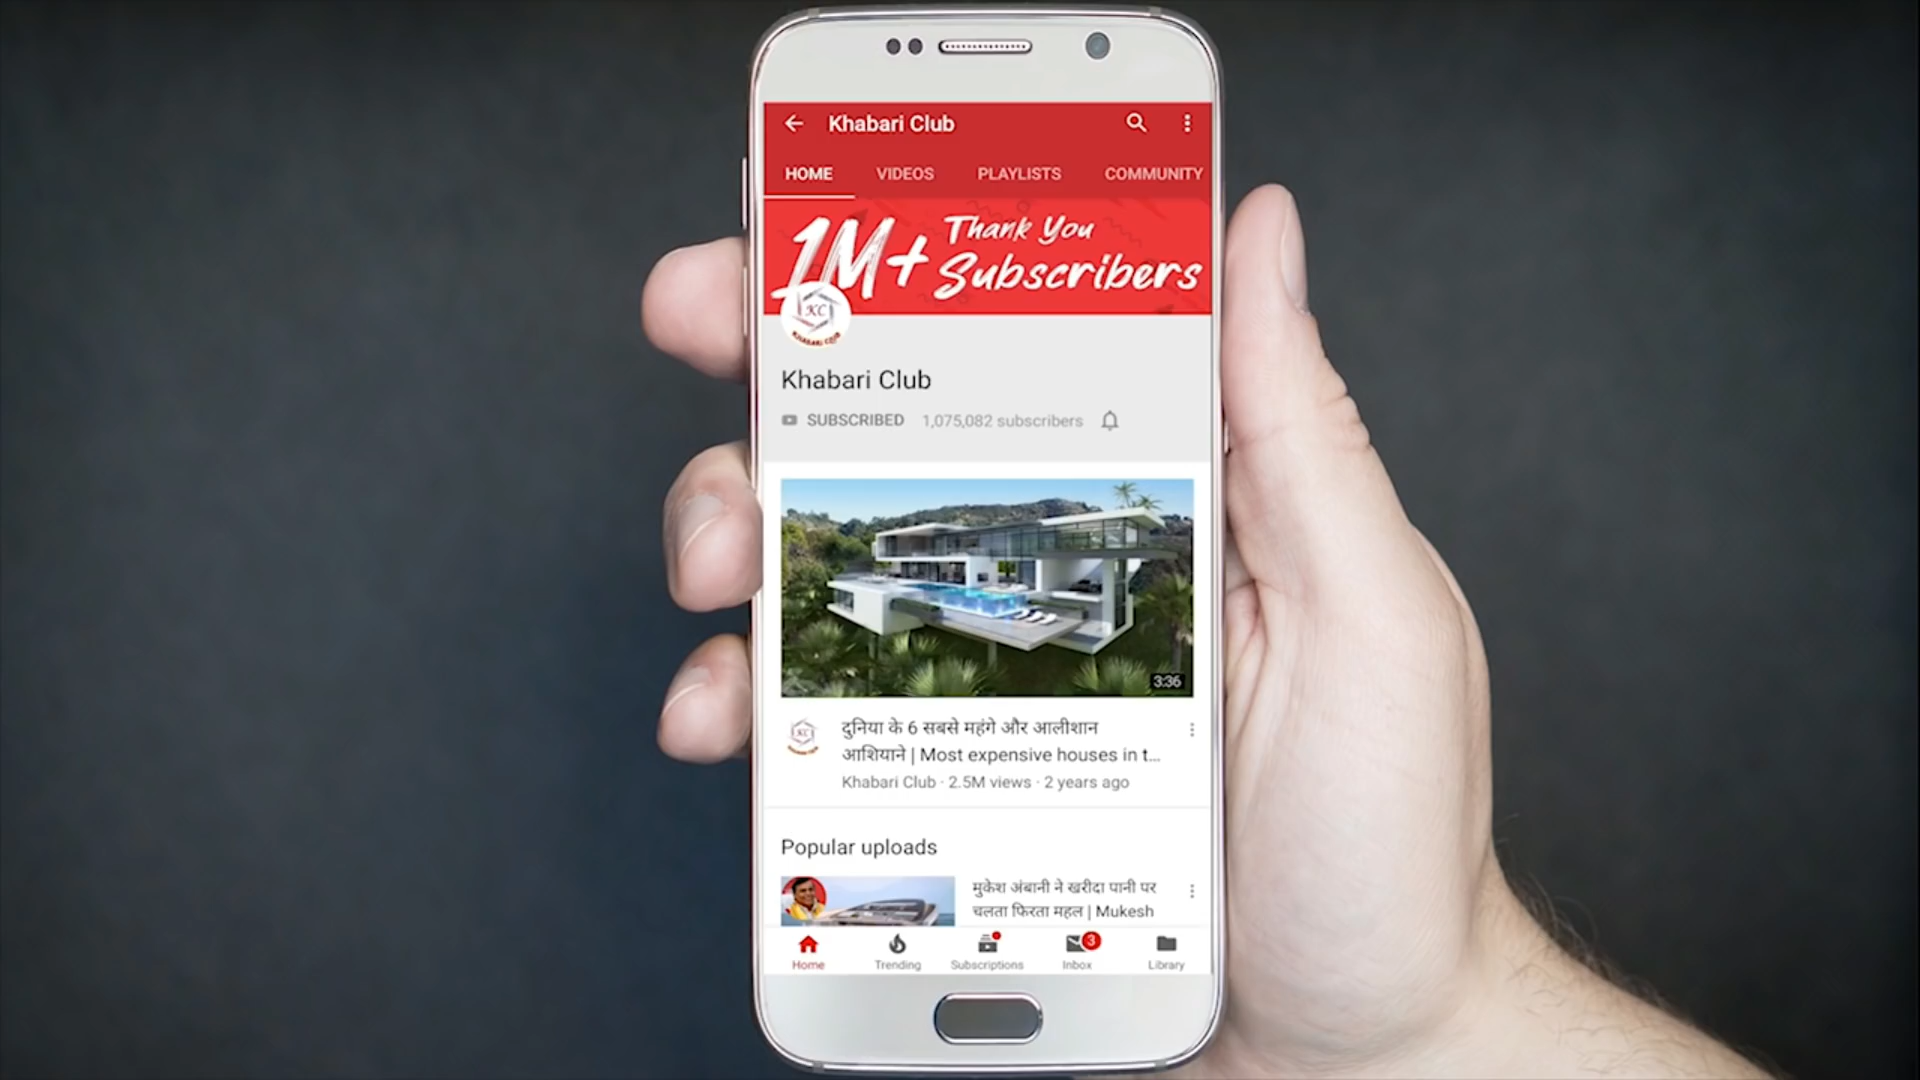 Khabari Club
HOME VIDEOS PLAYLISTS COMMUNITY
1M+ Thank You
Subscribers
KC
KHABARI CLUB
Khabari Club
SUBSCRIBED 1,075,082 subscribers
3:36
दुनिया के 6 सबसे महंगे और आलीशान
आशियाने | Most expensive houses in t...
Khabari Club · 2.5M views · 2 years ago
Popular uploads
मुकेश अंबानी ने खरीदा पानी पर
चलता फिरता महल | Mukesh
3
Home Trending Subscriptions Inbox Library